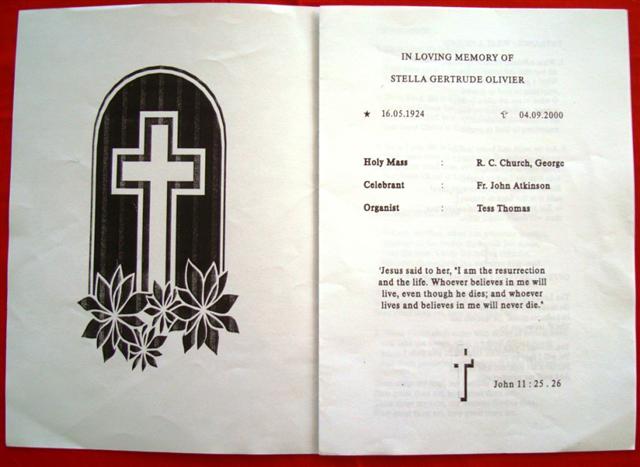 IN LOVING MEMORY OF
STELLA GERTRUDE OLIVIER
★ 16.05.1924 ✞ 04.09.2000
Holy Mass : R. C. Church, George
Celebrant : Fr. John Atkinson
Organist : Tess Thomas
'Jesus said to her, "I am the resurrection
and the life. Whoever believes in me will
live, even though he dies; and whoever
lives and believes in me will never die."
John 11 : 25 . 26